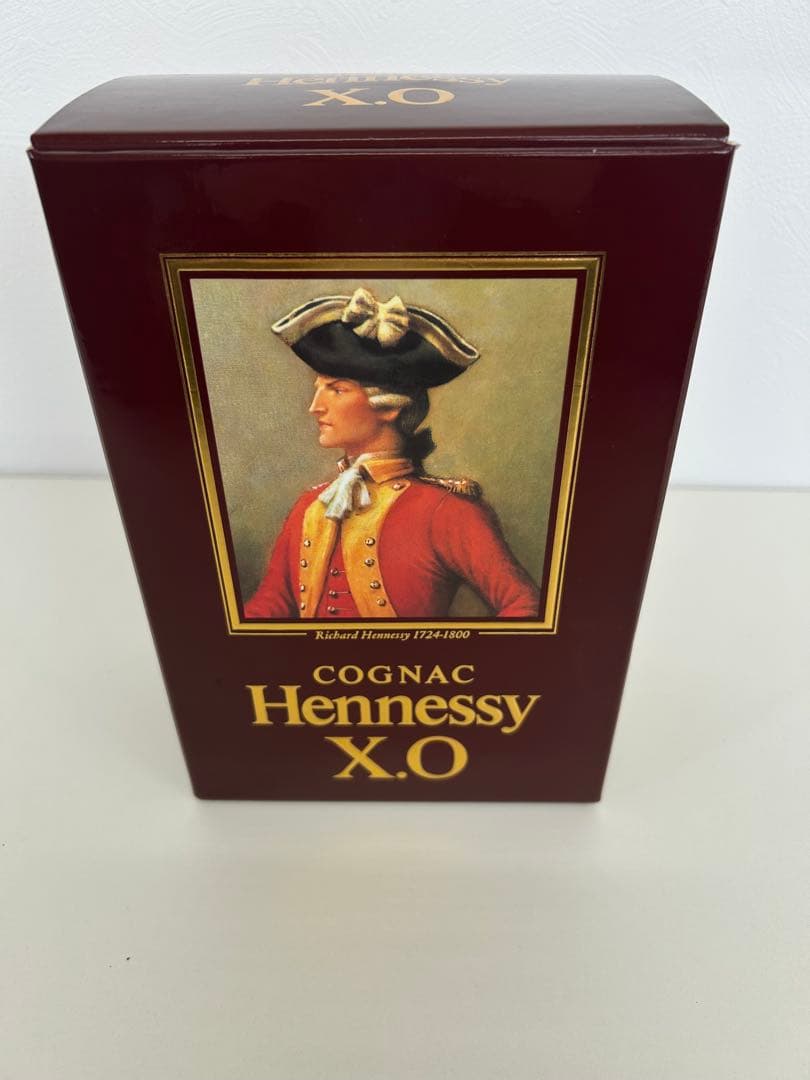 Hennessy
X.O
Richard Hennessy 1724-1800
COGNAC
Hennessy
X.O